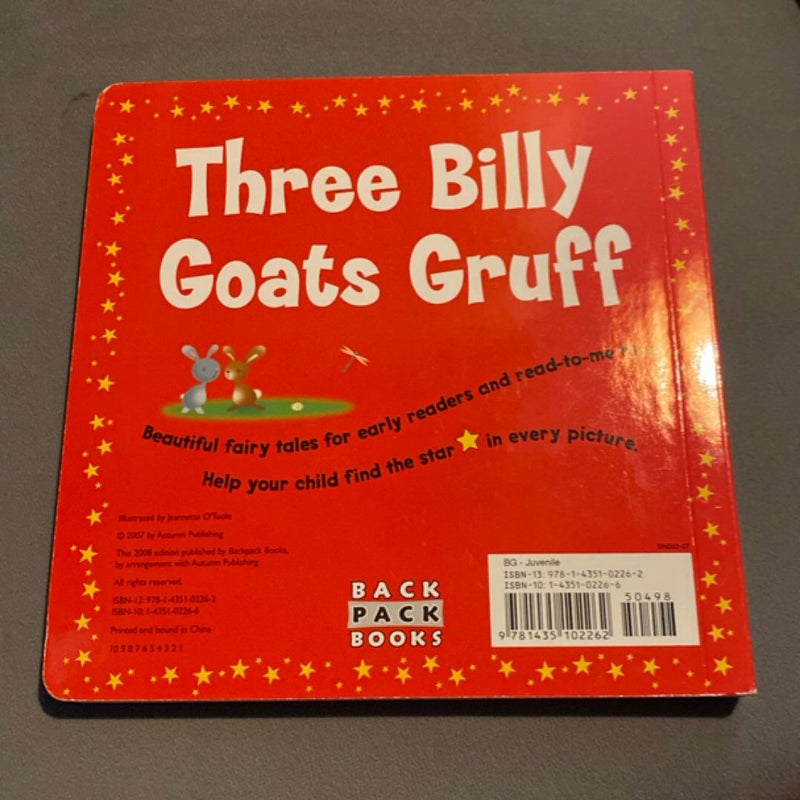 Three Billy
Goats Gruff
Beautiful fairy tales for early readers and read-to-me
Help your child find the star in every picture.
Illustrated by Jeannette O'Toole
© 2007 by Autumn Publishing
This 2008 edition published by Backpack Books,
by arrangement with Autumn Publishing.
All rights reserved.
ISBN-13: 978-1-4351-0226-2
ISBN-10: 1-4351-0226-6
Printed and bound in China
10 9 8 7 6 5 4 3 2 1
BACK
PACK
BOOKS
BG - Juvenile
ISBN-13: 978-1-4351-0226-2
ISBN-10: 1-4351-0226-6
50498
9 781435 102262